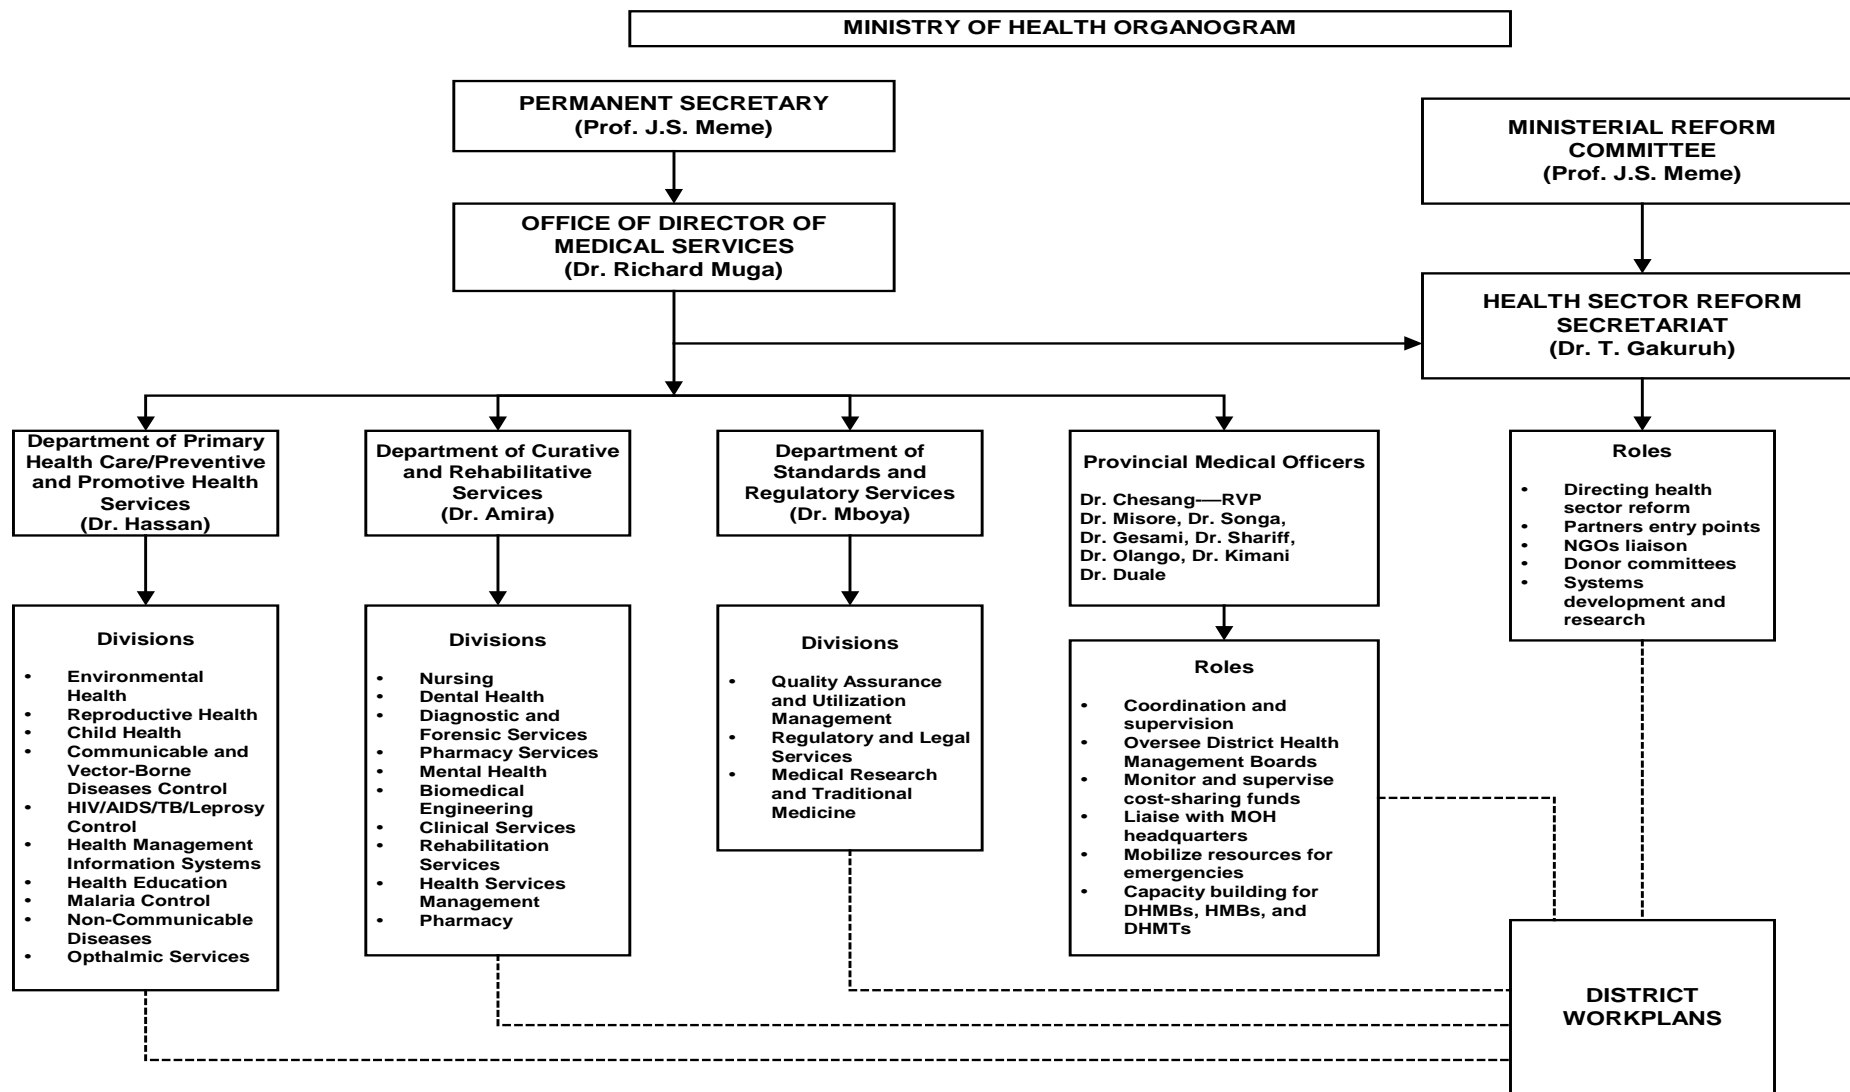 MINISTRY OF HEALTH ORGANOGRAM
PERMANENT SECRETARY
(Prof. J.S. Meme)
MINISTERIAL REFORM
COMMITTEE
(Prof. J.S. Meme)
OFFICE OF DIRECTOR OF
MEDICAL SERVICES
(Dr. Richard Muga)
HEALTH SECTOR REFORM
SECRETARIAT
(Dr. T. Gakuruh)
Department of Primary
Health Care/Preventive
and Promotive Health
Services
(Dr. Hassan)
Department of Curative
and Rehabilitative
Services
(Dr. Amira)
Department of
Standards and
Regulatory Services
(Dr. Mboya)
Provincial Medical Officers
Dr. Chesang-—RVP
Dr. Misore, Dr. Songa,
Dr. Gesami, Dr. Shariff,
Dr. Olango, Dr. Kimani
Dr. Duale
Roles
• Directing health
sector reform
• Partners entry points
• NGOs liaison
• Donor committees
• Systems
development and
research
Divisions
• Environmental
Health
• Reproductive Health
• Child Health
• Communicable and
Vector-Borne
Diseases Control
• HIV/AIDS/TB/Leprosy
Control
• Health Management
Information Systems
• Health Education
• Malaria Control
• Non-Communicable
Diseases
• Opthalmic Services
Divisions
• Nursing
• Dental Health
• Diagnostic and
Forensic Services
• Pharmacy Services
• Mental Health
• Biomedical
Engineering
• Clinical Services
• Rehabilitation
Services
• Health Services
Management
• Pharmacy
Divisions
• Quality Assurance
and Utilization
Management
• Regulatory and Legal
Services
• Medical Research
and Traditional
Medicine
Roles
• Coordination and
supervision
• Oversee District Health
Management Boards
• Monitor and supervise
cost-sharing funds
• Liaise with MOH
headquarters
• Mobilize resources for
emergencies
• Capacity building for
DHMBs, HMBs, and
DHMTs
DISTRICT
WORKPLANS